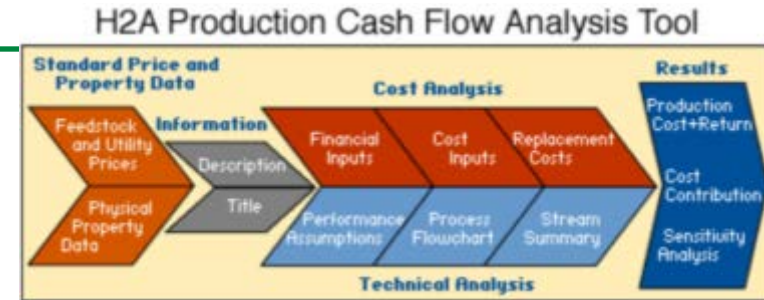 H2A Production Cash Flow Analysis Tool
Standard Price and
Property Data
Feedstock
and Utility
Prices
Physical
Property
Data
Information
Description
Title
Cost Analysis
Financial
Inputs
Cost
Inputs
Replacement
Costs
Performance
Assumptions
Process
Flowchart
Stream
Summary
Technical Analysis
Results
Production
Cost+Return
Cost
Contribution
Sensitivity
Analysis